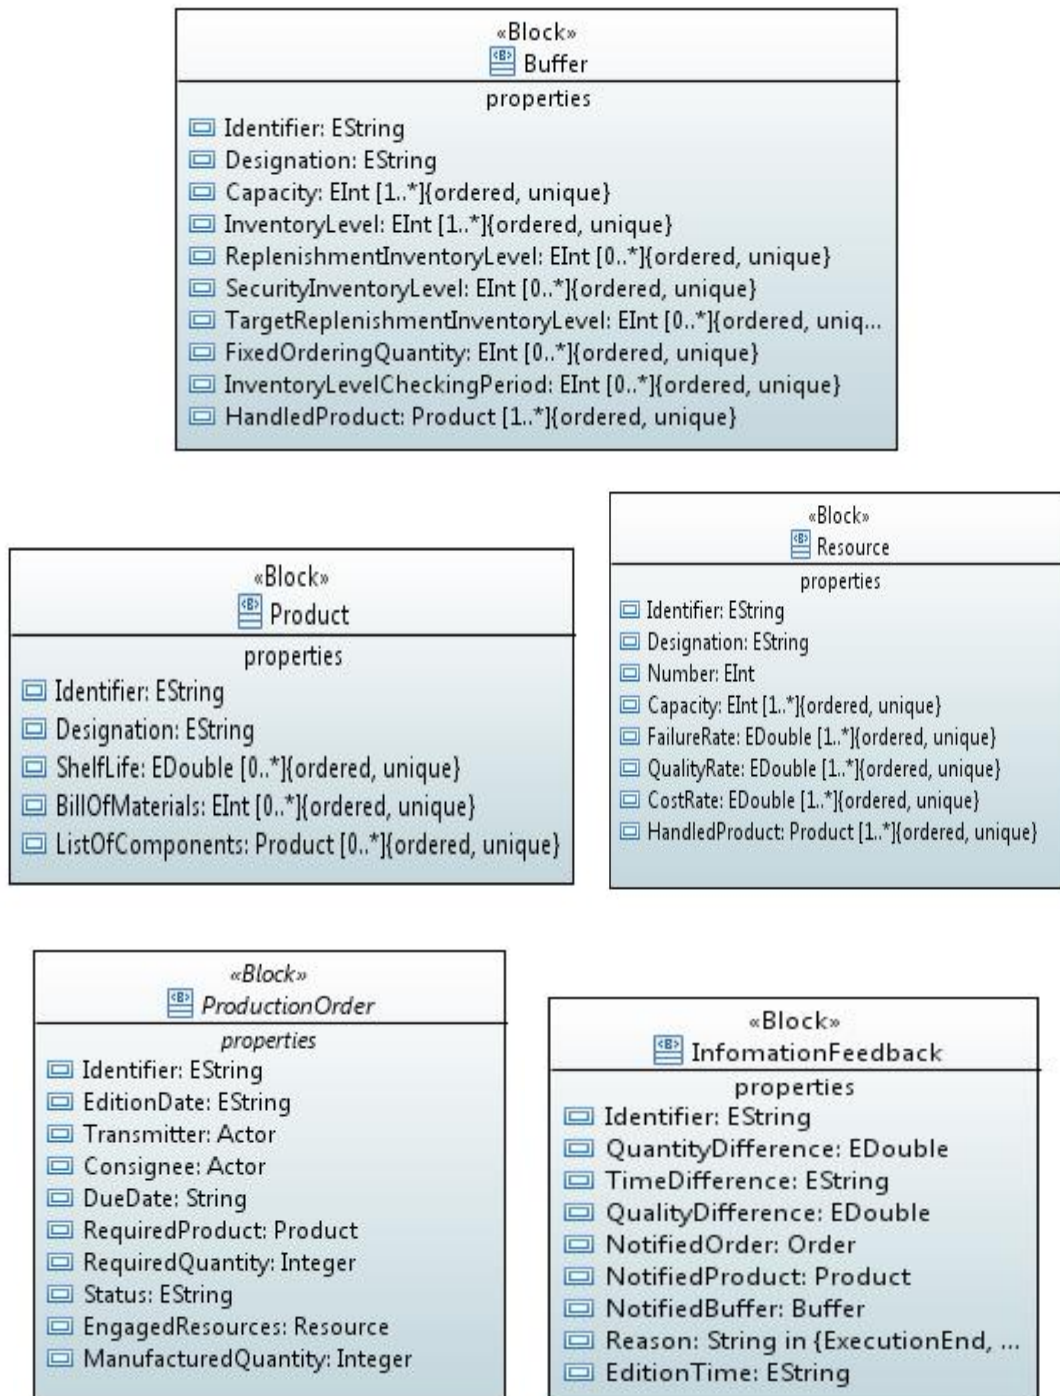 «Block»
Buffer
properties
Identifier: EString
Designation: EString
Capacity: EInt [1..*]{ordered, unique}
InventoryLevel: EInt [1..*]{ordered, unique}
ReplenishmentInventoryLevel: EInt [0..*]{ordered, unique}
SecurityInventoryLevel: EInt [0..*]{ordered, unique}
TargetReplenishmentInventoryLevel: EInt [0..*]{ordered, uniq...
FixedOrderingQuantity: EInt [0..*]{ordered, unique}
InventoryLevelCheckingPeriod: EInt [0..*]{ordered, unique}
HandledProduct: Product [1..*]{ordered, unique}
«Block»
Product
properties
Identifier: EString
Designation: EString
ShelfLife: EDouble [0..*]{ordered, unique}
BillOfMaterials: EInt [0..*]{ordered, unique}
ListOfComponents: Product [0..*]{ordered, unique}
«Block»
Resource
properties
Identifier: EString
Designation: EString
Number: EInt
Capacity: EInt [1..*]{ordered, unique}
FailureRate: EDouble [1..*]{ordered, unique}
QualityRate: EDouble [1..*]{ordered, unique}
CostRate: EDouble [1..*]{ordered, unique}
HandledProduct: Product [1..*]{ordered, unique}
«Block»
ProductionOrder
properties
Identifier: EString
EditionDate: EString
Transmitter: Actor
Consignee: Actor
DueDate: String
RequiredProduct: Product
RequiredQuantity: Integer
Status: EString
EngagedResources: Resource
ManufacturedQuantity: Integer
«Block»
InfomationFeedback
properties
Identifier: EString
QuantityDifference: EDouble
TimeDifference: EString
QualityDifference: EDouble
NotifiedOrder: Order
NotifiedProduct: Product
NotifiedBuffer: Buffer
Reason: String in {ExecutionEnd, ...
EditionTime: EString